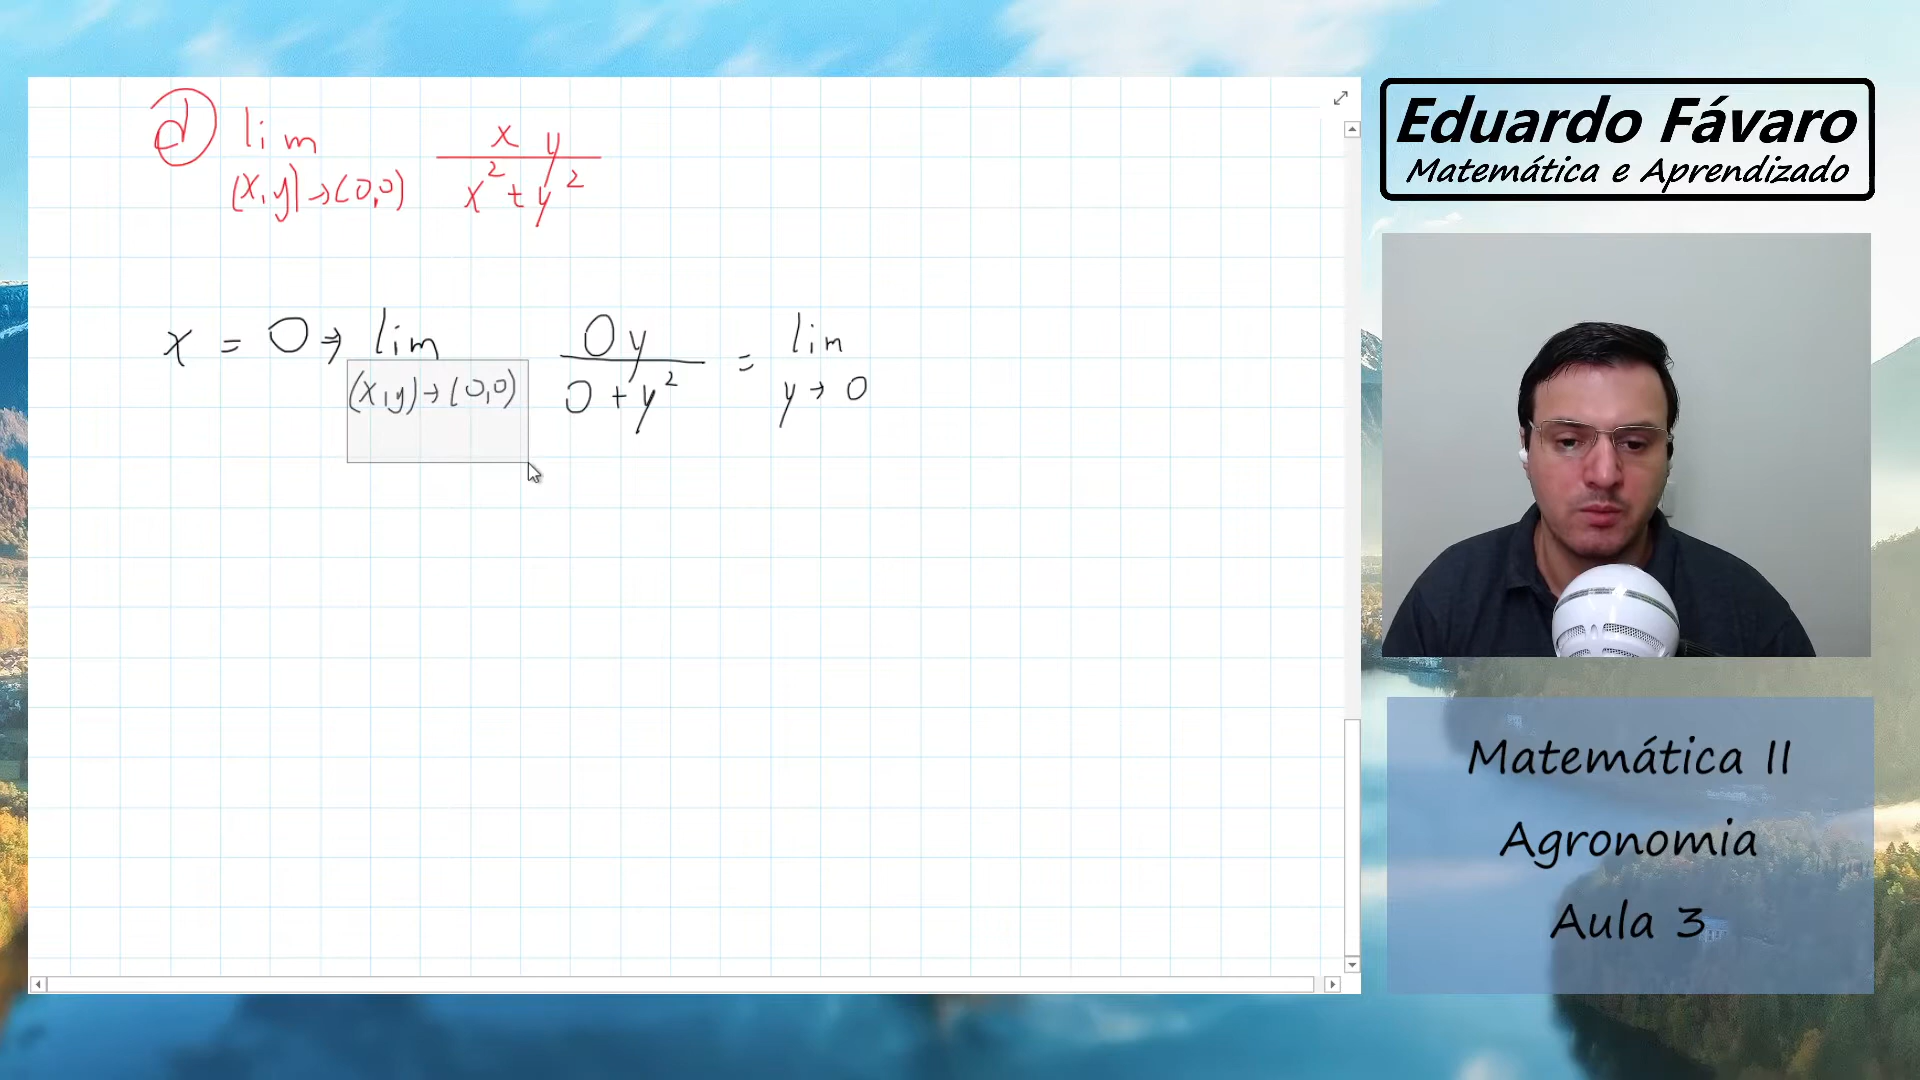 d lim x y
(x,y)→(0,0) x² + y²
x = 0 ⇒ lim 0y = lim
(x,y)→(0,0) 0 + y² y → 0
Eduardo Fávaro
Matemática e Aprendizado
Matemática II
Agronomia
Aula 3